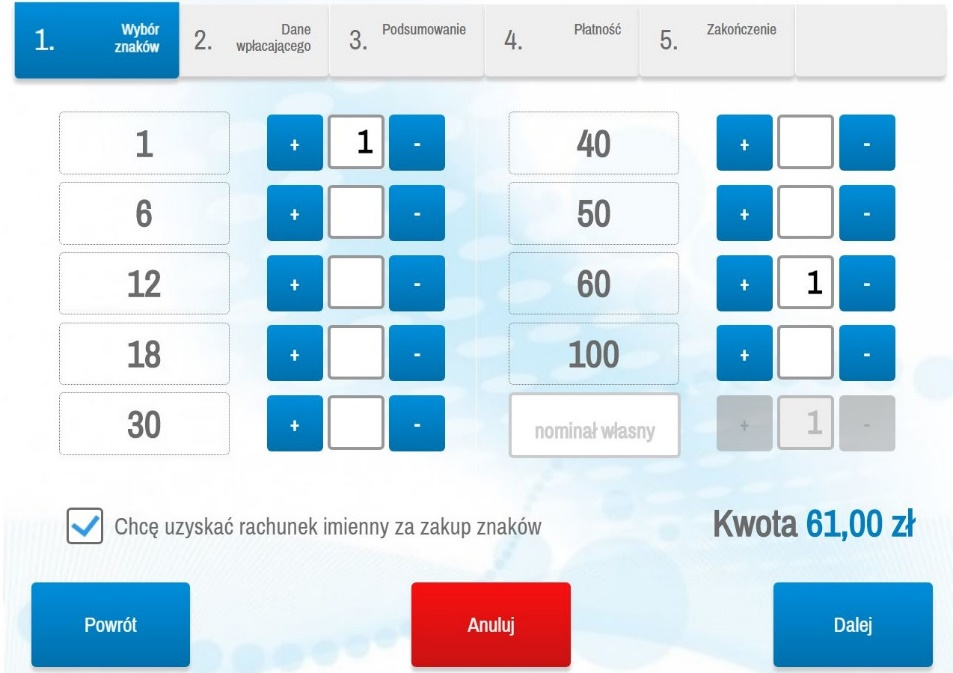 1. Wybór znaków
2. Dane wpłacającego
3. Podsumowanie
4. Płatność
5. Zakończenie
1 + 1 -
6 + -
12 + -
18 + -
30 + -
40 + -
50 + -
60 + 1 -
100 + -
nominał własny + 1 -
Chcę uzyskać rachunek imienny za zakup znaków
Kwota 61,00 zł
Powrót
Anuluj
Dalej